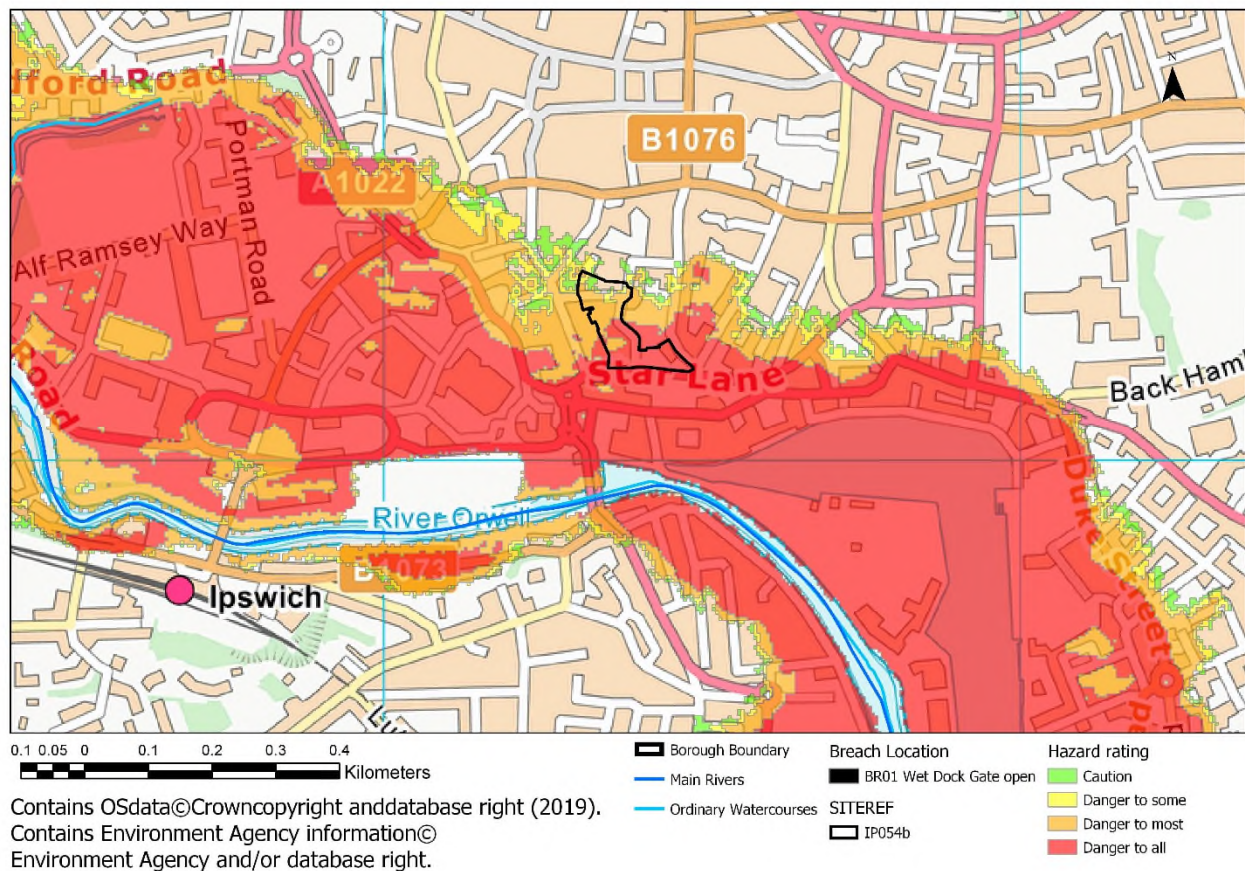 dford Road
Portman Road
A1022
B1076
N
Alf Ramsey Way
Star Lane
Road
Back Haml
River Orwell
Duke Street
B1073
Ipswich
0.1 0.05 0 0.1 0.2 0.3 0.4
Kilometers
Contains OSdata©Crowncopyright anddatabase right (2019).
Contains Environment Agency information©
Environment Agency and/or database right.
Borough Boundary
Main Rivers
Ordinary Watercourses
Breach Location
BR01 Wet Dock Gate open
SITEREF
IP054b
Hazard rating
Caution
Danger to some
Danger to most
Danger to all